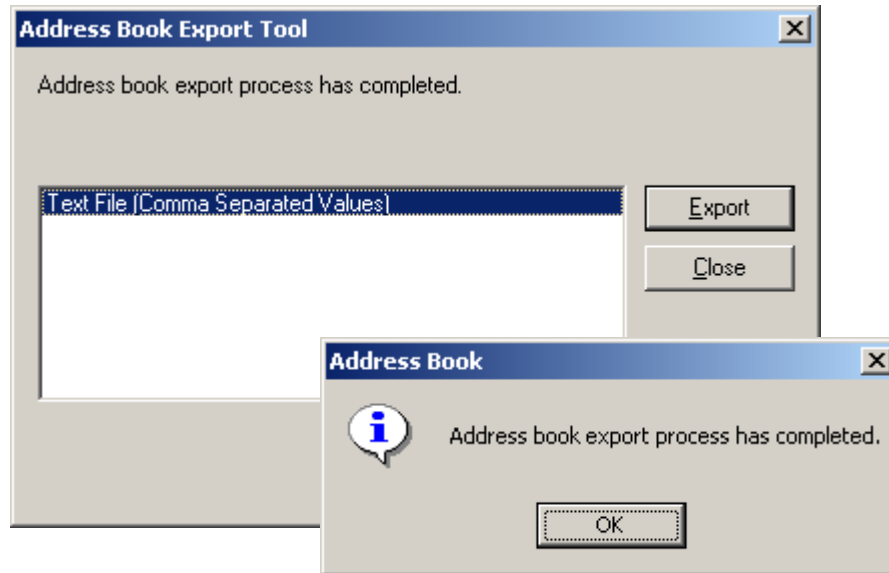 Address Book Export Tool
Address book export process has completed.
Text File (Comma Separated Values)
Export
Close
Address Book
Address book export process has completed.
OK